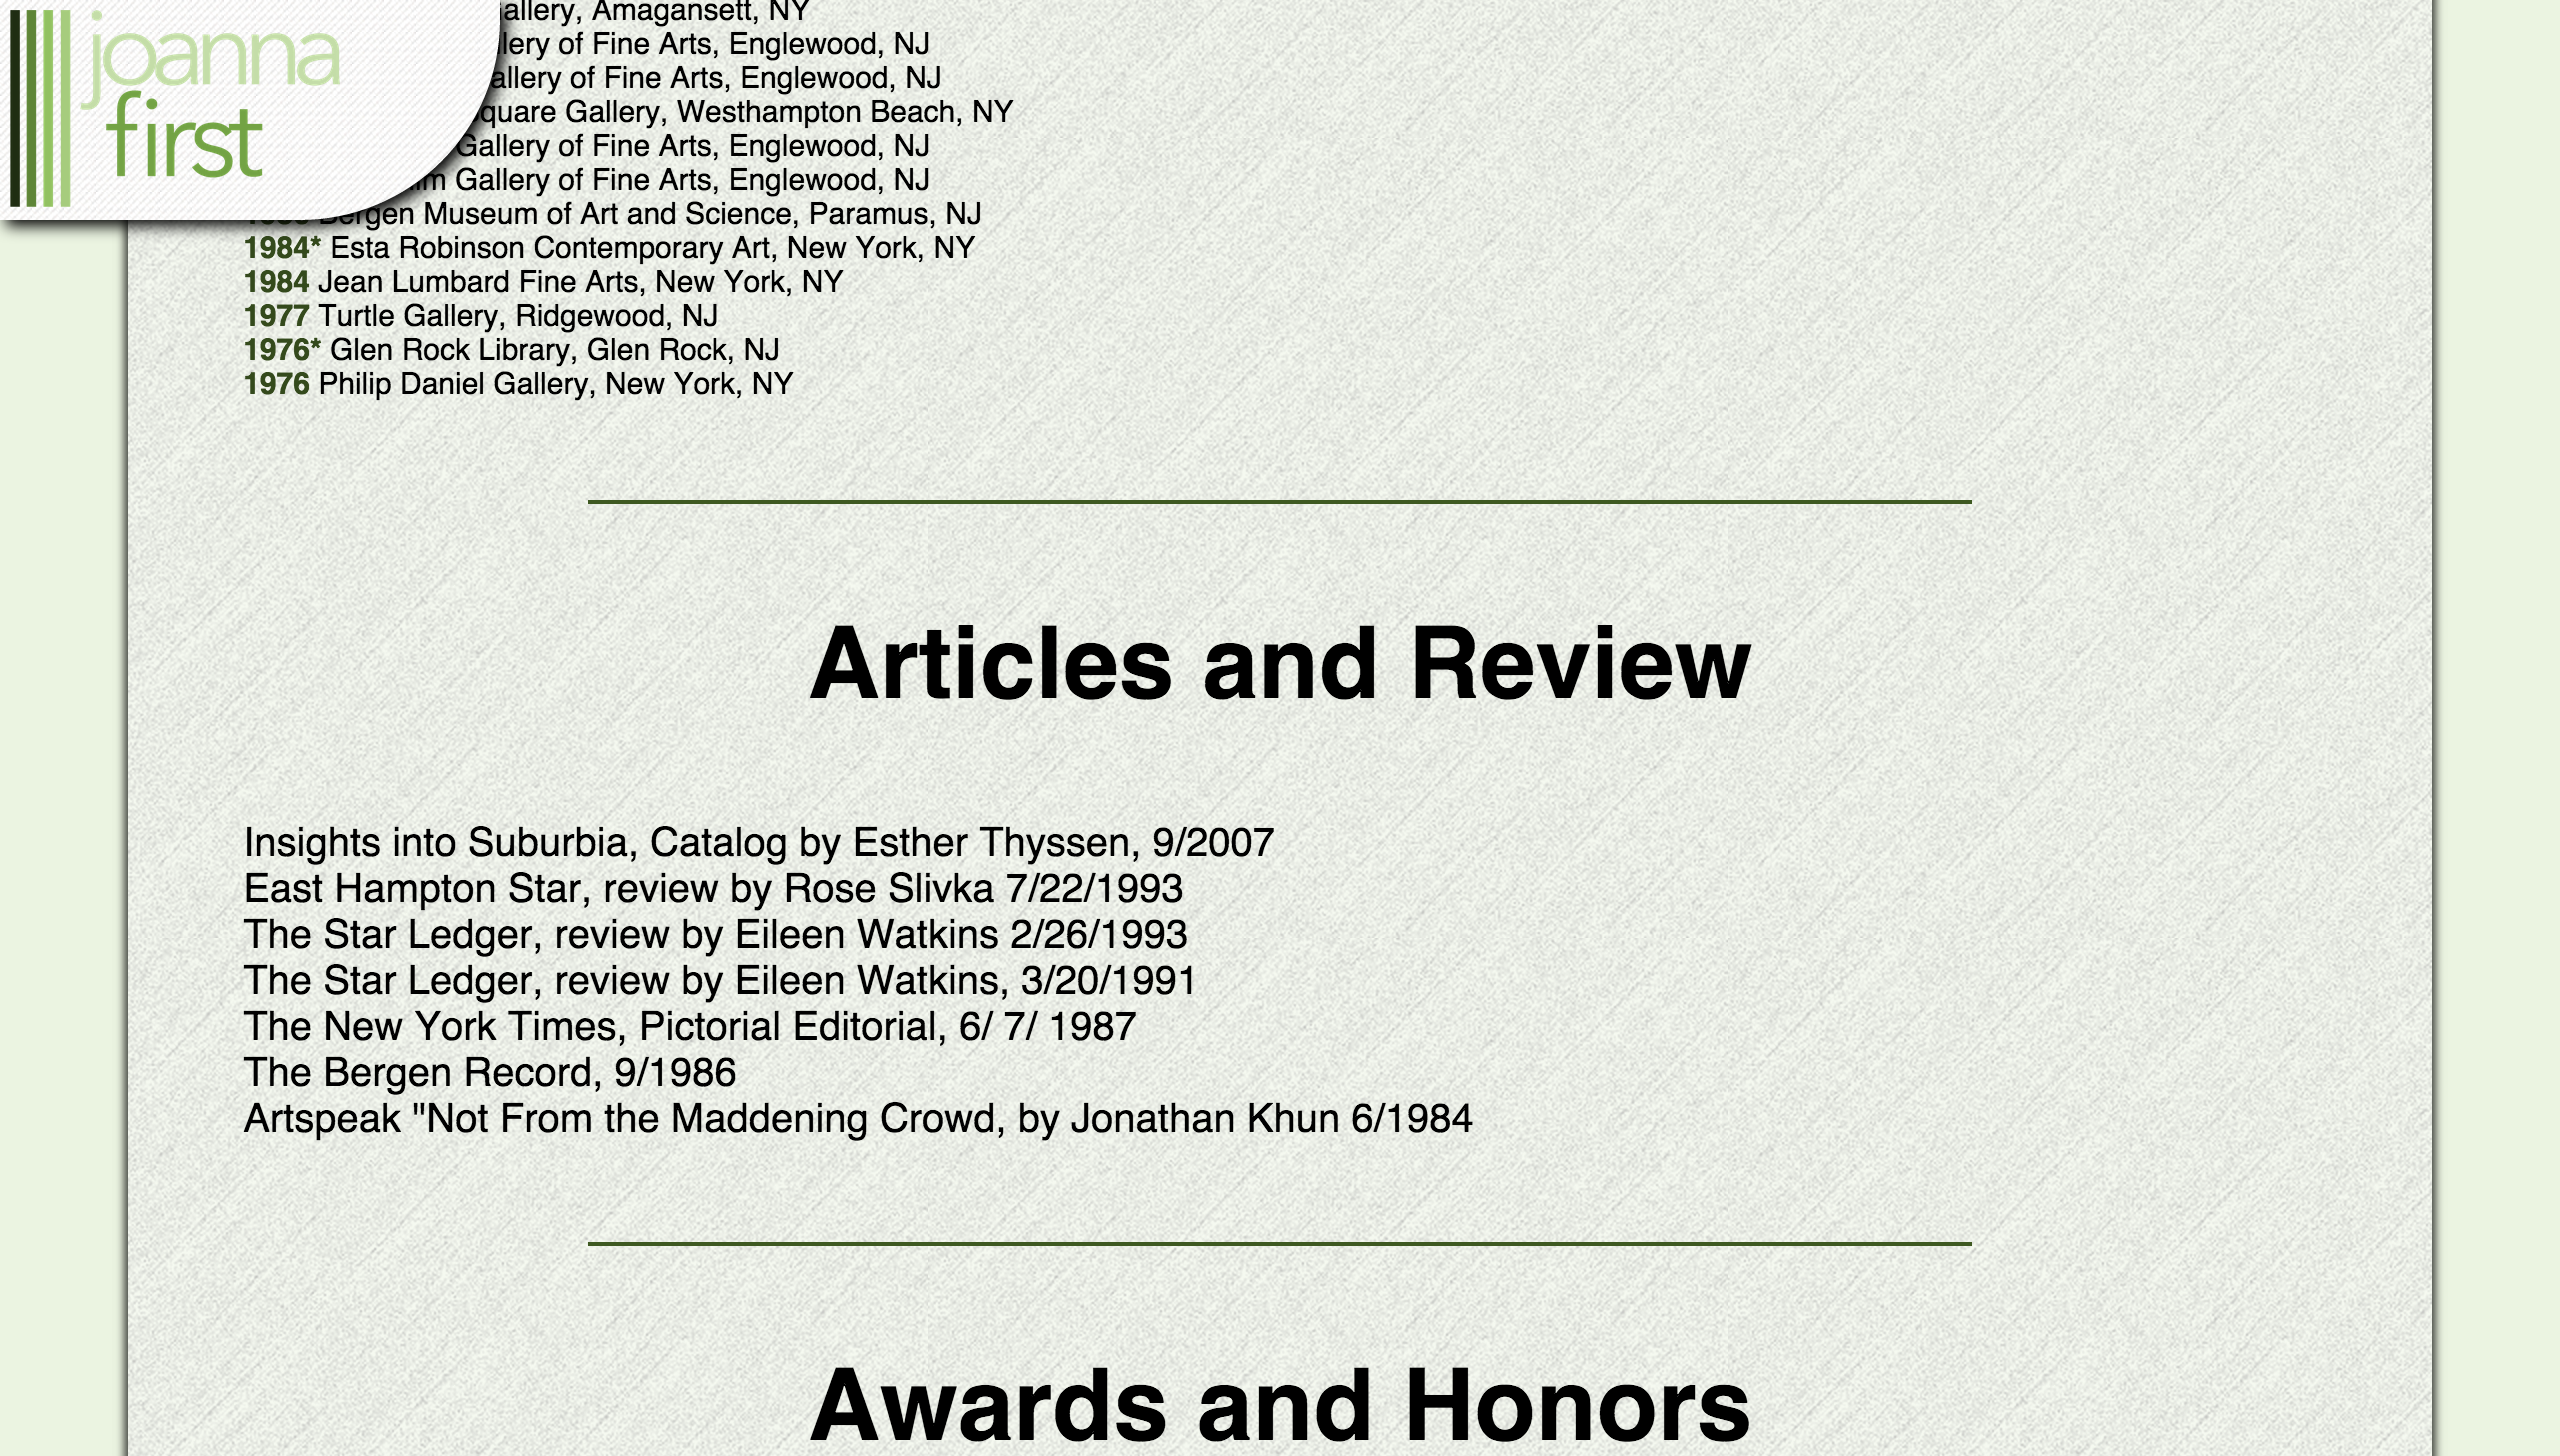 joanna
first
allery, Amagansett, NY
lery of Fine Arts, Englewood, NJ
allery of Fine Arts, Englewood, NJ
quare Gallery, Westhampton Beach, NY
Gallery of Fine Arts, Englewood, NJ
Gallery of Fine Arts, Englewood, NJ
Bergen Museum of Art and Science, Paramus, NJ
1984* Esta Robinson Contemporary Art, New York, NY
1984 Jean Lumbard Fine Arts, New York, NY
1977 Turtle Gallery, Ridgewood, NJ
1976* Glen Rock Library, Glen Rock, NJ
1976 Philip Daniel Gallery, New York, NY
Articles and Review
Insights into Suburbia, Catalog by Esther Thyssen, 9/2007
East Hampton Star, review by Rose Slivka 7/22/1993
The Star Ledger, review by Eileen Watkins 2/26/1993
The Star Ledger, review by Eileen Watkins, 3/20/1991
The New York Times, Pictorial Editorial, 6/ 7/ 1987
The Bergen Record, 9/1986
Artspeak "Not From the Maddening Crowd, by Jonathan Khun 6/1984
Awards and Honors